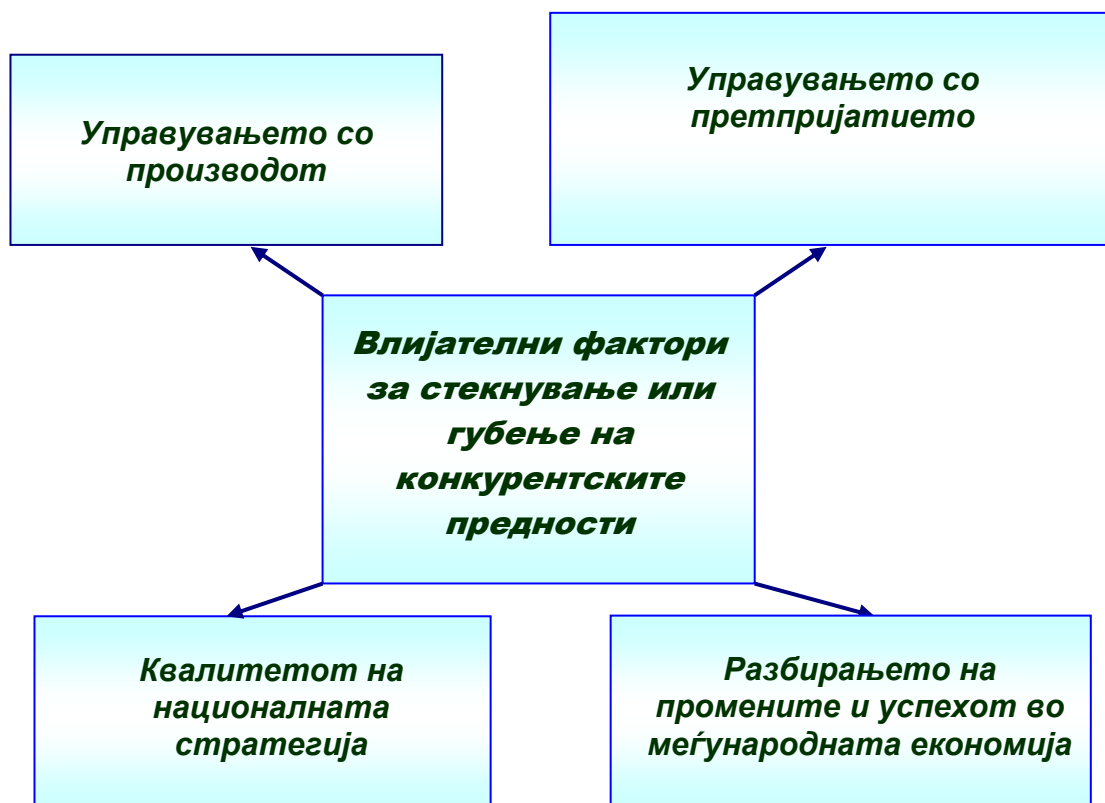 Управувањето со
производот
Управувањето со
претпријатието
Влијателни фактори
за стекнување или
губење на
конкурентските
предности
Квалитетот на
националната
стратегија
Разбирањето на
промените и успехот во
меѓународната економија